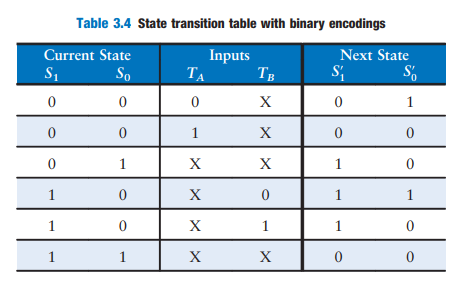 Table 3.4 State transition table with binary encodings
Current State Inputs Next State
S1 S0 TA TB S′1 S′0
0 0 0 X 0 1
0 0 1 X 0 0
0 1 X X 1 0
1 0 X 0 1 1
1 0 X 1 1 0
1 1 X X 0 0